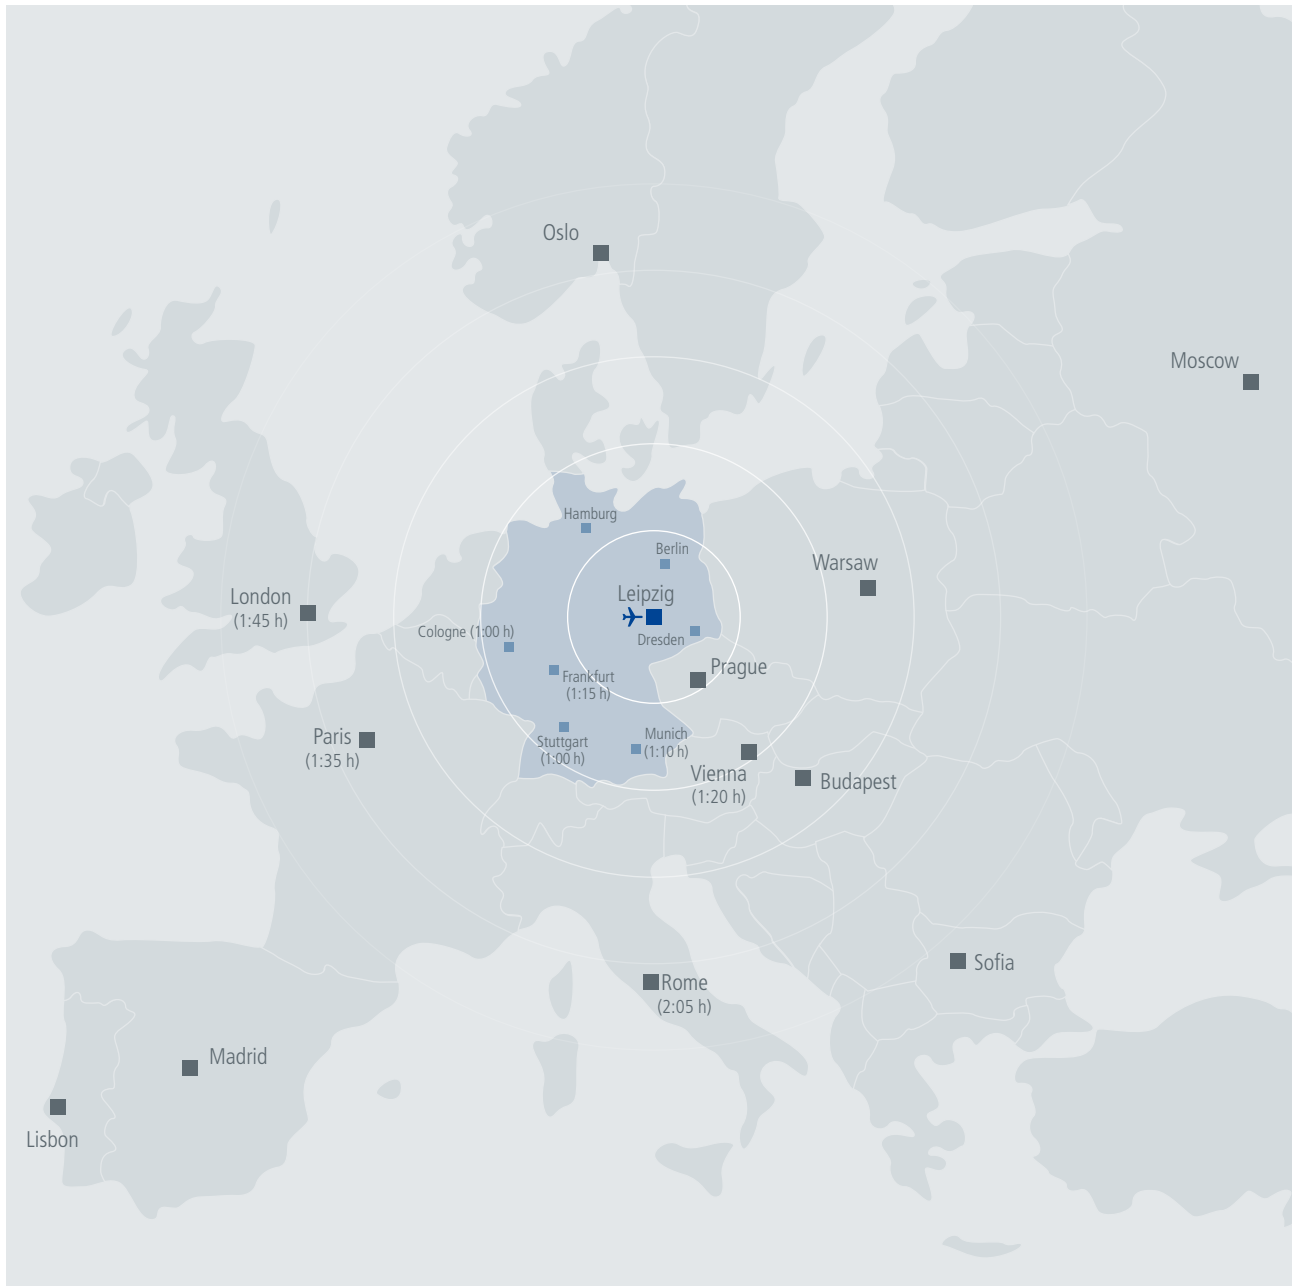 Oslo
Moscow
Hamburg
Berlin
Warsaw
Leipzig
London
(1:45 h)
Cologne (1:00 h)
Dresden
Prague
Frankfurt
(1:15 h)
Paris
(1:35 h)
Stuttgart
(1:00 h)
Munich
(1:10 h)
Vienna
(1:20 h)
Budapest
Sofia
Rome
(2:05 h)
Madrid
Lisbon